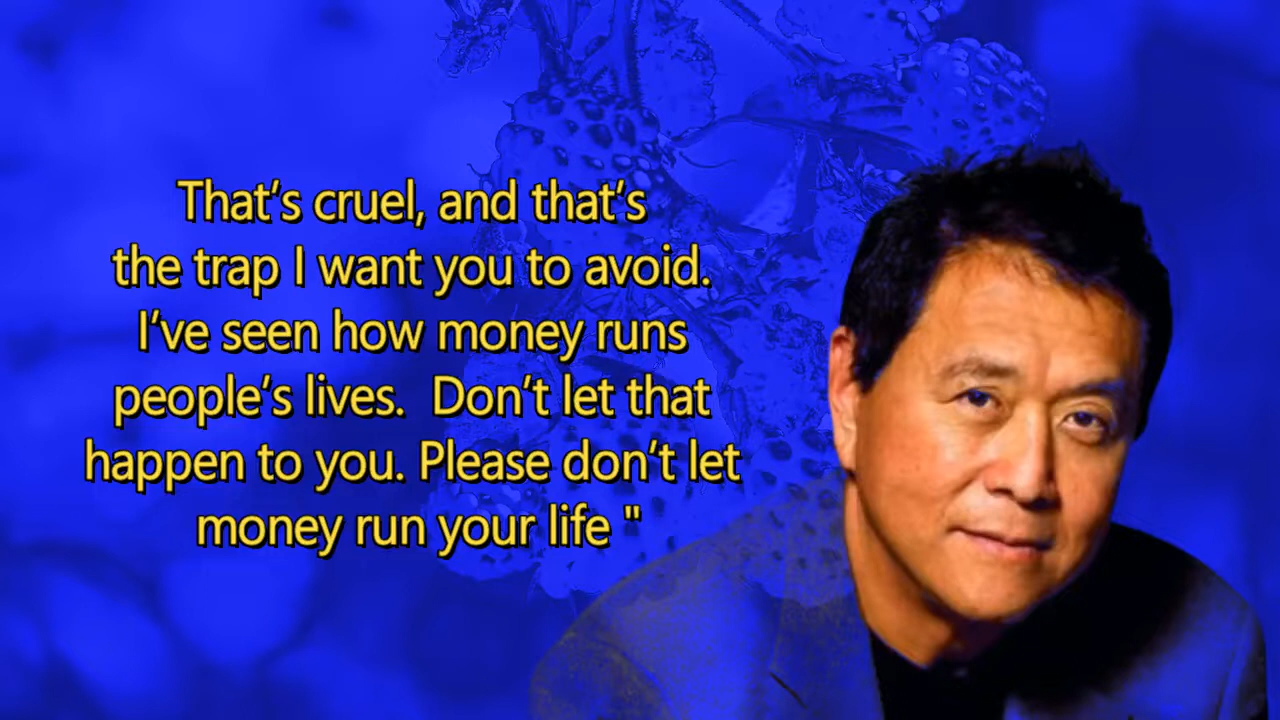 That's cruel, and that's
the trap I want you to avoid.
I've seen how money runs
people's lives.  Don't let that
happen to you. Please don't let
money run your life "